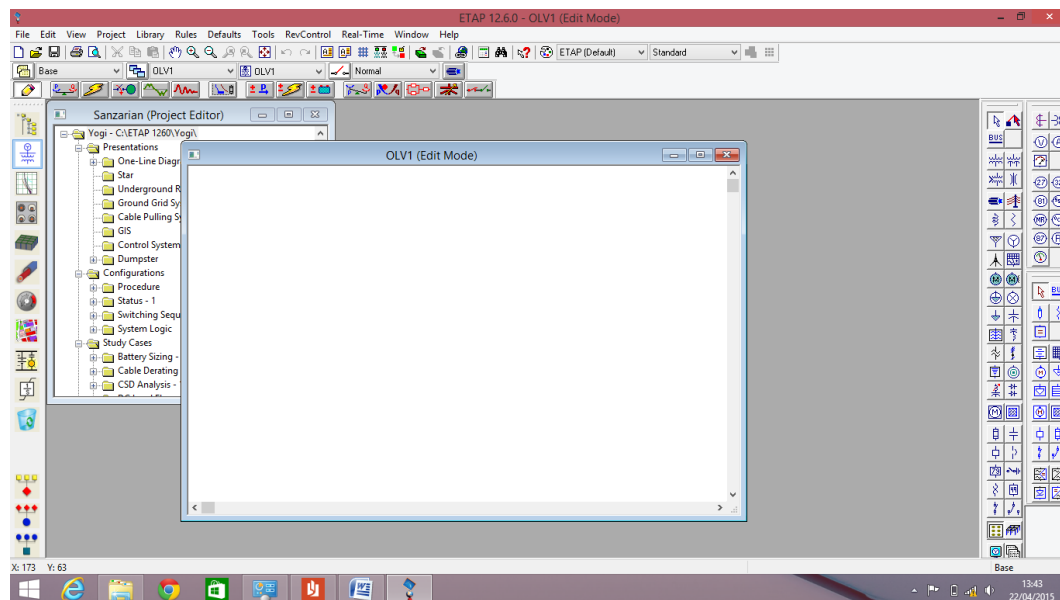 ETAP 12.6.0 - OLV1 (Edit Mode)
File Edit View Project Library Rules Defaults Tools RevControl Real-Time Window Help
ETAP (Default) Standard
Base OLV1 OLV1 Normal
Sanzarian (Project Editor)
Yogi - C:\ETAP 1260\Yogi\
Presentations
One-Line Diagr
Star
Underground R
Ground Grid Sy
Cable Pulling Sy
GIS
Control System
Dumpster
Configurations
Procedure
Status - 1
Switching Sequ
System Logic
Study Cases
Battery Sizing -
Cable Derating
CSD Analysis -
OLV1 (Edit Mode)
BUS
X: 173 Y: 63
Base
13:43
22/04/2015